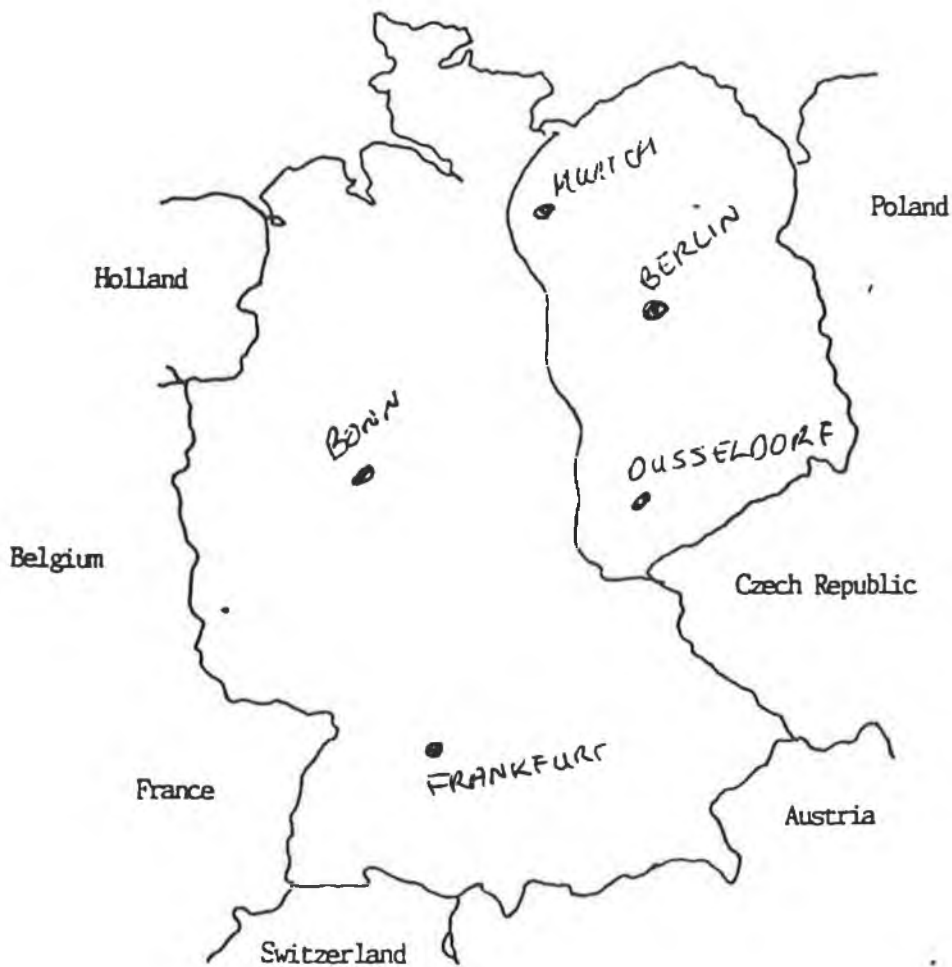 MUNICH
Poland
BERLIN
Holland
BONN
DUSSELDORF
Belgium
Czech Republic
France
FRANKFURT
Austria
Switzerland